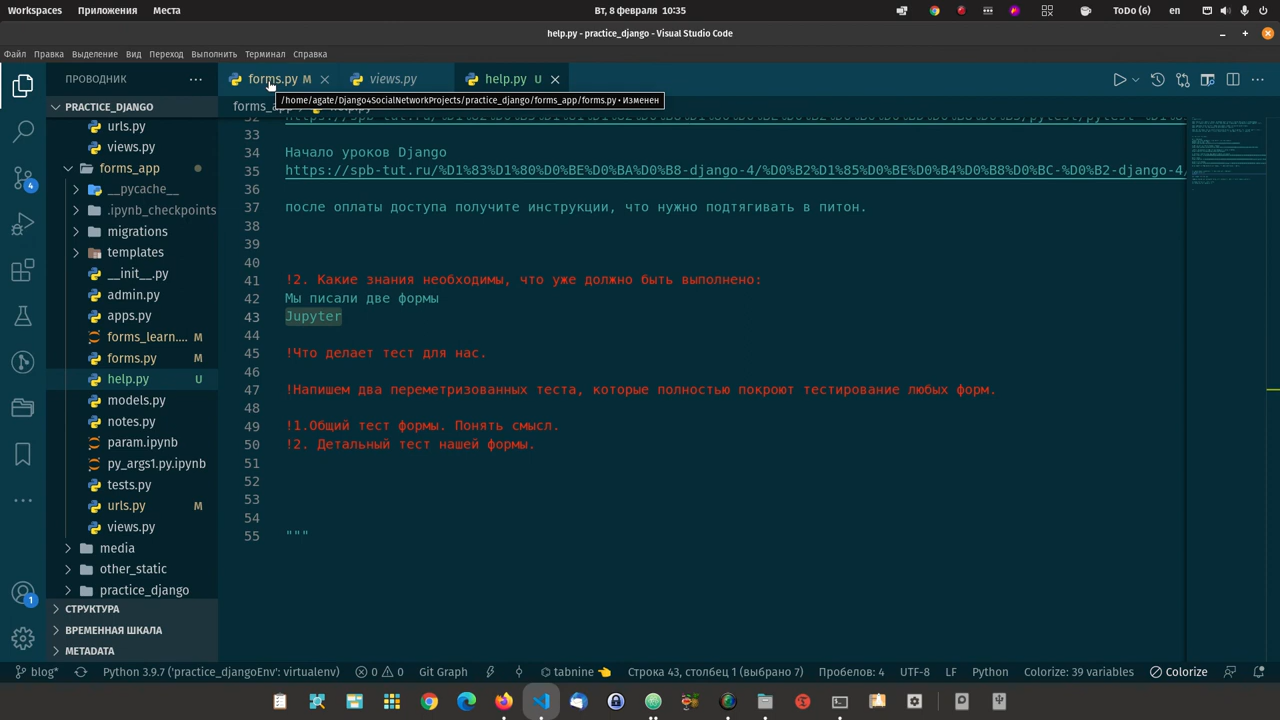 Workspaces Приложения Места
Вт, 8 февраля 10:35
ToDo (6) en
help.py - practice_django - Visual Studio Code
Файл Правка Выделение Вид Переход Выполнить Терминал Справка
ПРОВОДНИК ...
forms.py M
views.py
help.py U
/home/agate/Django4SocialNetworkProjects/practice_django/forms_app/forms.py • Изменен
PRACTICE_DJANGO
urls.py
views.py
forms_app
__pycache__
.ipynb_checkpoints
migrations
templates
__init__.py
admin.py
apps.py
forms_learn.... M
forms.py M
help.py U
models.py
notes.py
param.ipynb
py_args1.py.ipynb
tests.py
urls.py M
views.py
media
other_static
practice_django
СТРУКТУРА
ВРЕМЕННАЯ ШКАЛА
METADATA
33
34 Начало уроков Django
35 https://spb-tut.ru/%D1%83%D1%80%D0%BE%D0%BA%D0%B8-django-4/%D0%B2%D1%85%D0%BE%D0%B4%D0%B8%D0%BC-%D0%B2-django-4/
36
37 после оплаты доступа получите инструкции, что нужно подтягивать в питон.
38
39
40
41 !2. Какие знания необходимы, что уже должно быть выполнено:
42 Мы писали две формы
43 Jupyter
44
45 !Что делает тест для нас.
46
47 !Напишем два переметризованных теста, которые полностью покроют тестирование любых форм.
48
49 !1.Общий тест формы. Понять смысл.
50 !2. Детальный тест нашей формы.
51
52
53
54
55 """
4
1
blog* Python 3.9.7 ('practice_djangoEnv': virtualenv) 0 0 Git Graph tabnine Строка 43, столбец 1 (выбрано 7) Пробелов: 4 UTF-8 LF Python Colorize: 39 variables Colorize